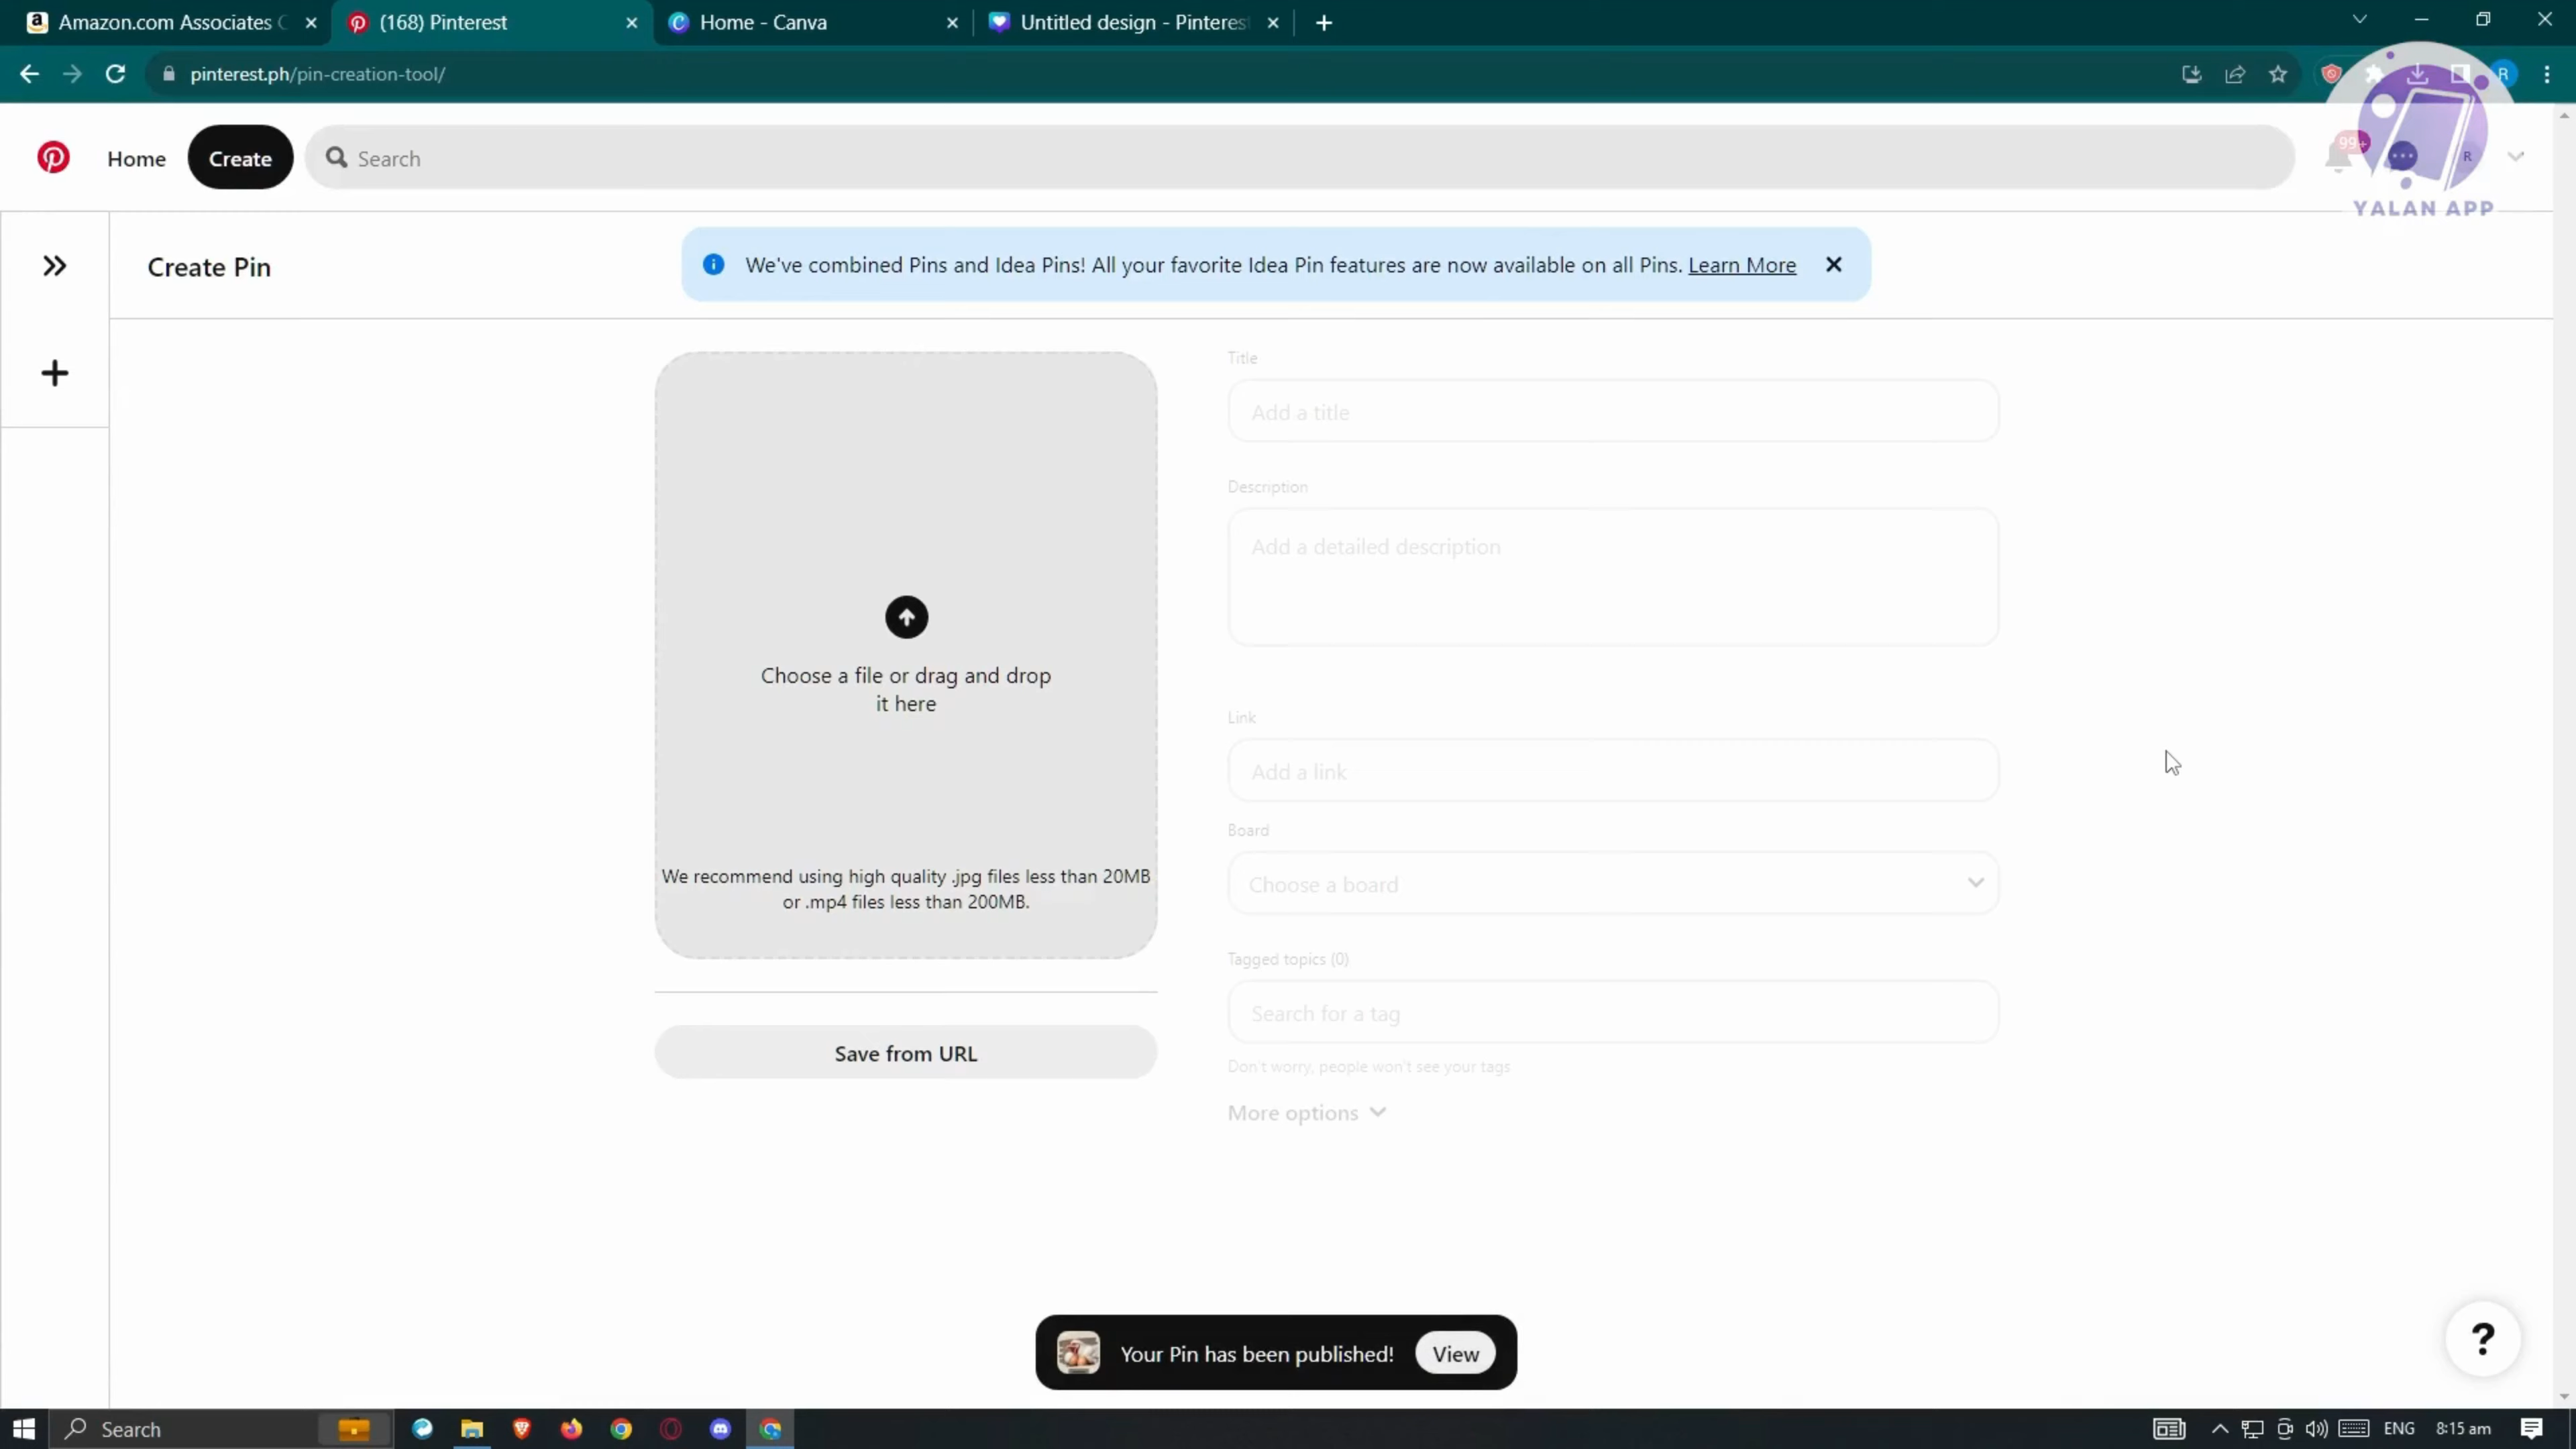 Amazon.com Associates C
(168) Pinterest
Home - Canva
Untitled design - Pinterest
pinterest.ph/pin-creation-tool/
R
Home
Create
Search
99+
R
YALAN APP
Create Pin
We've combined Pins and Idea Pins! All your favorite Idea Pin features are now available on all Pins. Learn More
Title
Add a title
Description
Add a detailed description
Choose a file or drag and drop
it here
Link
Add a link
Board
Choose a board
We recommend using high quality .jpg files less than 20MB
or .mp4 files less than 200MB.
Tagged topics (0)
Search for a tag
Don't worry, people won't see your tags
Save from URL
More options
Your Pin has been published!
View
?
Search
ENG
8:15 am